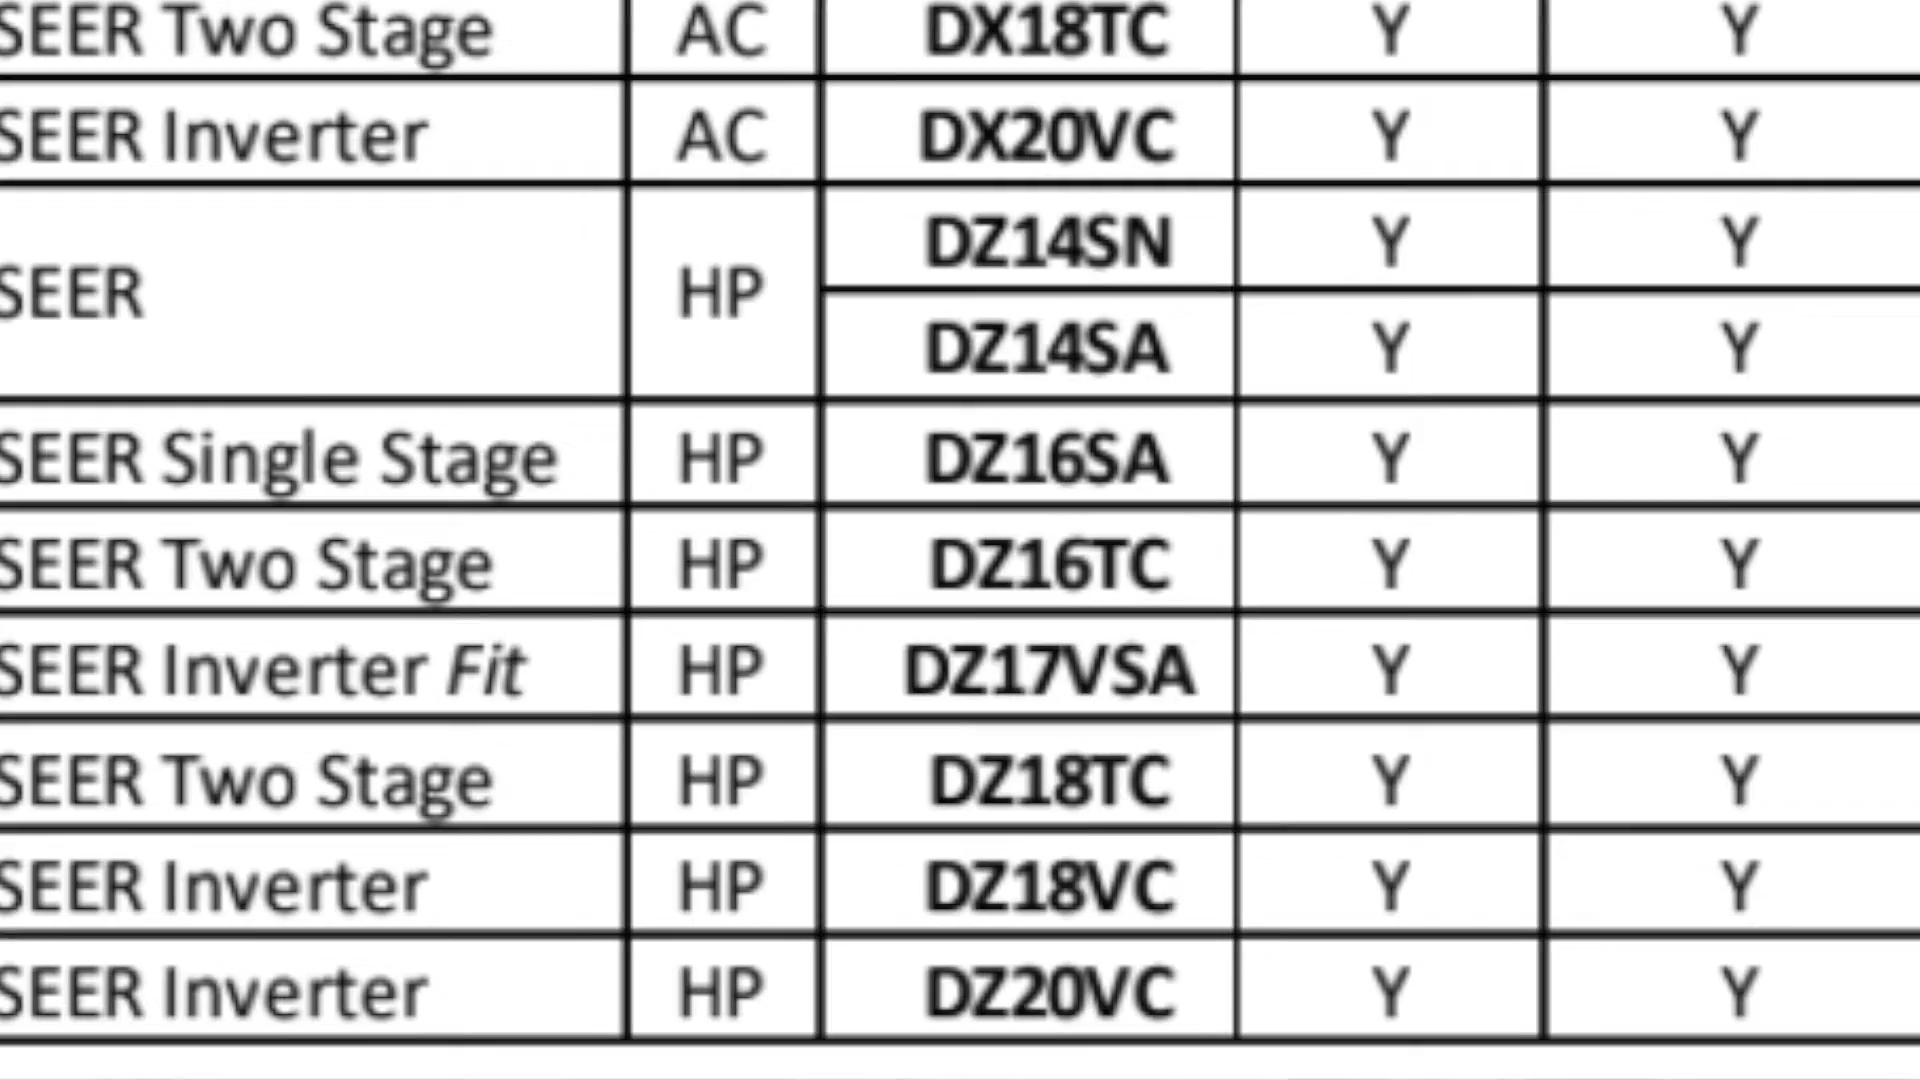 SEER Two Stage AC DX18TC Y Y
SEER Inverter AC DX20VC Y Y
SEER HP DZ14SN Y Y
DZ14SA Y Y
SEER Single Stage HP DZ16SA Y Y
SEER Two Stage HP DZ16TC Y Y
SEER Inverter Fit HP DZ17VSA Y Y
SEER Two Stage HP DZ18TC Y Y
SEER Inverter HP DZ18VC Y Y
SEER Inverter HP DZ20VC Y Y